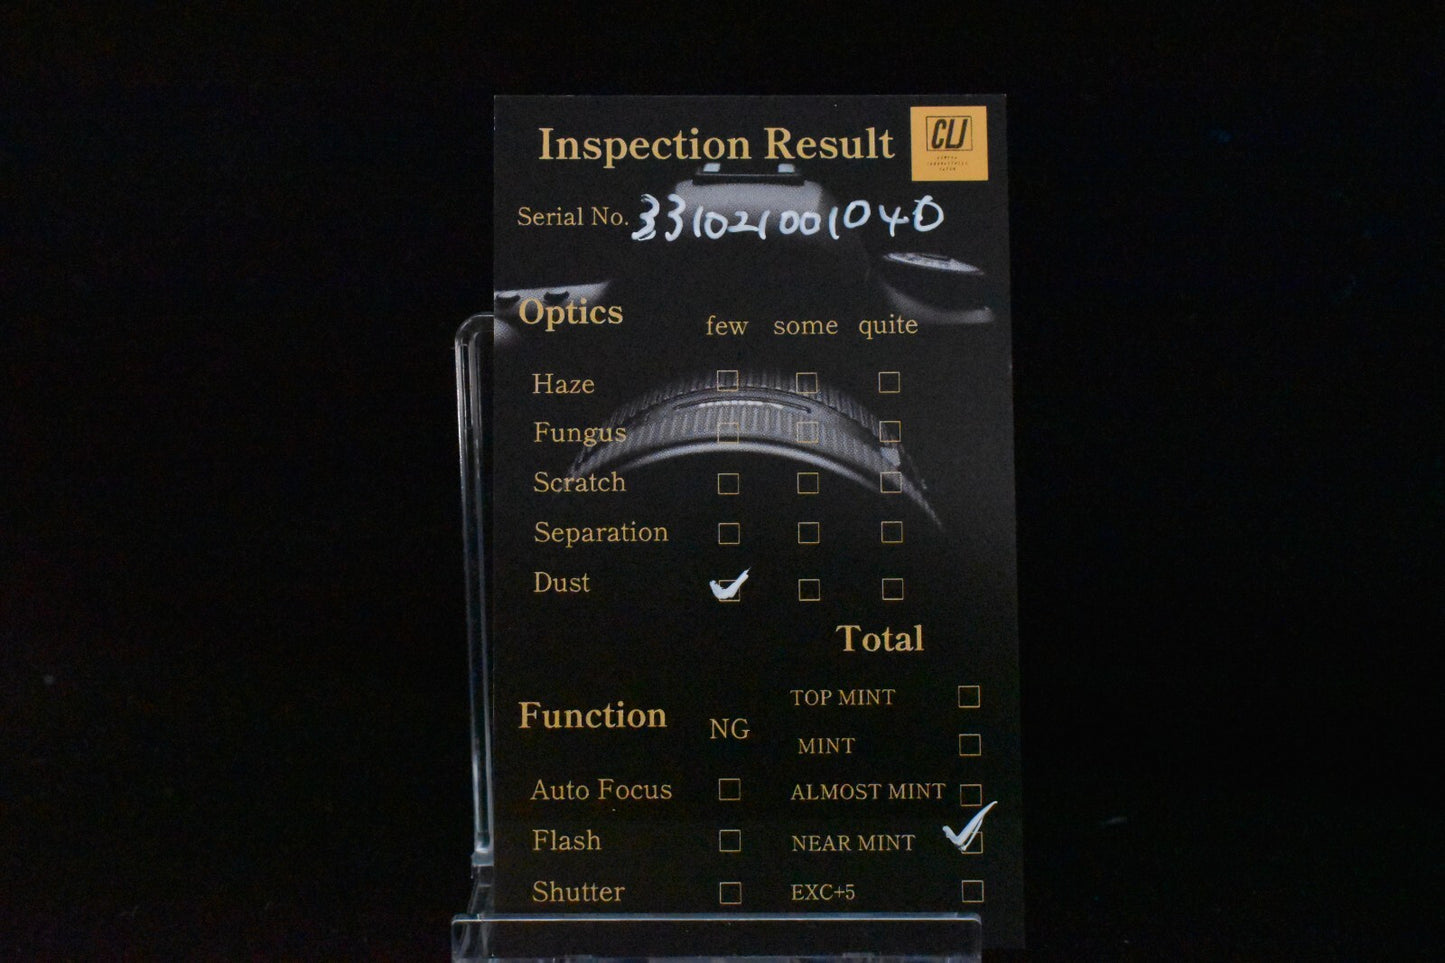 Inspection Result
CLJ
Serial No. 331021001040
Optics few some quite
Haze
Fungus
Scratch
Separation
Dust ✓
Total
TOP MINT
Function NG
MINT
Auto Focus ALMOST MINT
Flash NEAR MINT ✓
Shutter EXC+5